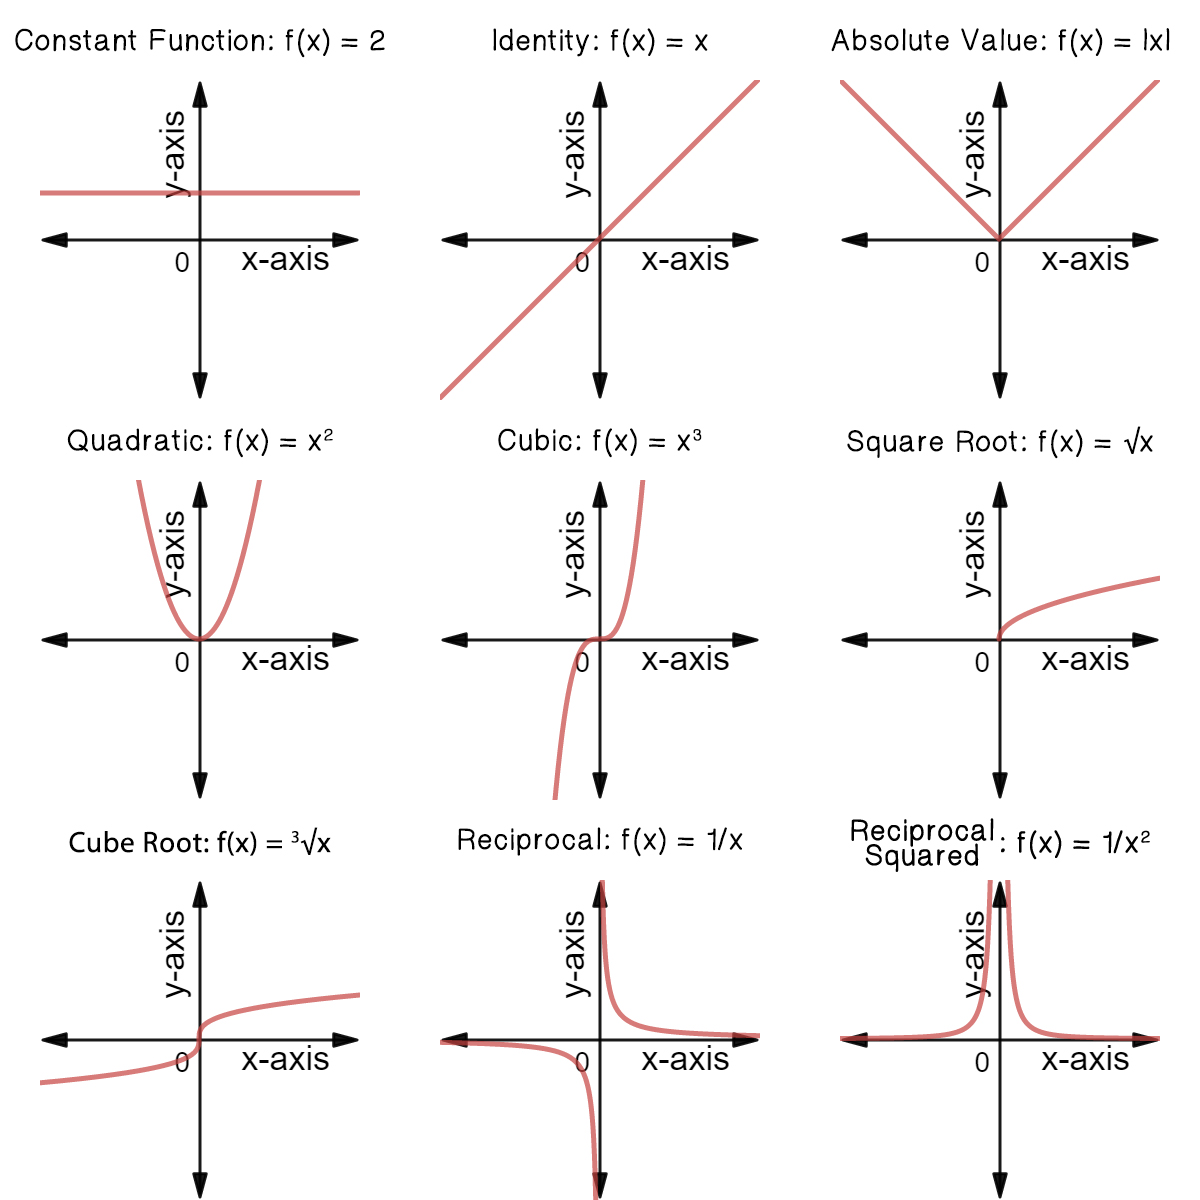 Constant Function: f(x) = 2
y-axis
0
x-axis
Identity: f(x) = x
y-axis
0
x-axis
Absolute Value: f(x) = |x|
y-axis
0
x-axis
Quadratic: f(x) = x²
y-axis
0
x-axis
Cubic: f(x) = x³
y-axis
0
x-axis
Square Root: f(x) = √x
y-axis
0
x-axis
Cube Root: f(x) = ³√x
y-axis
0
x-axis
Reciprocal: f(x) = 1/x
y-axis
0
x-axis
Reciprocal
Squared : f(x) = 1/x²
y-axis
0
x-axis